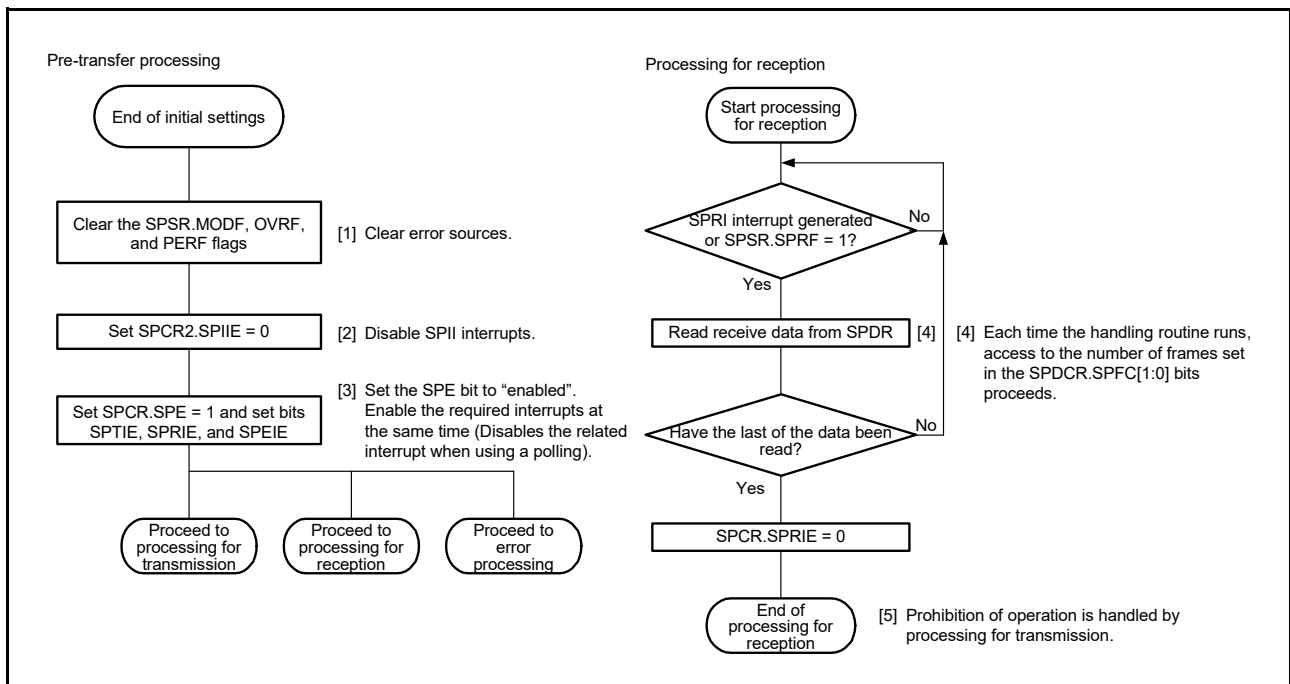 Pre-transfer processing
End of initial settings
Clear the SPSR.MODF, OVRF,
and PERF flags
[1] Clear error sources.
Set SPCR2.SPIIE = 0
[2] Disable SPII interrupts.
Set SPCR.SPE = 1 and set bits
SPTIE, SPRIE, and SPEIE
[3] Set the SPE bit to “enabled”.
Enable the required interrupts at
the same time (Disables the related
interrupt when using a polling).
Proceed to
processing for
transmission
Proceed to
processing for
reception
Proceed to
error
processing
Processing for reception
Start processing
for reception
SPRI interrupt generated
or SPSR.SPRF = 1?
No
Yes
Read receive data from SPDR
[4]
[4] Each time the handling routine runs,
access to the number of frames set
in the SPDCR.SPFC[1:0] bits
proceeds.
Have the last of the data been
read?
No
Yes
SPCR.SPRIE = 0
End of
processing for
reception
[5] Prohibition of operation is handled by
processing for transmission.